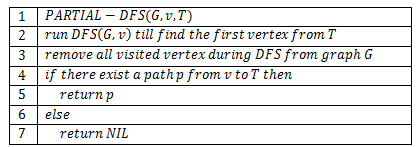 1 PARTIAL − DFS(G, v, T)
2 run DFS(G, v) till find the first vertex from T
3 remove all visited vertex during DFS from graph G
4 if there exist a path p from v to T then
5 return p
6 else
7 return NIL